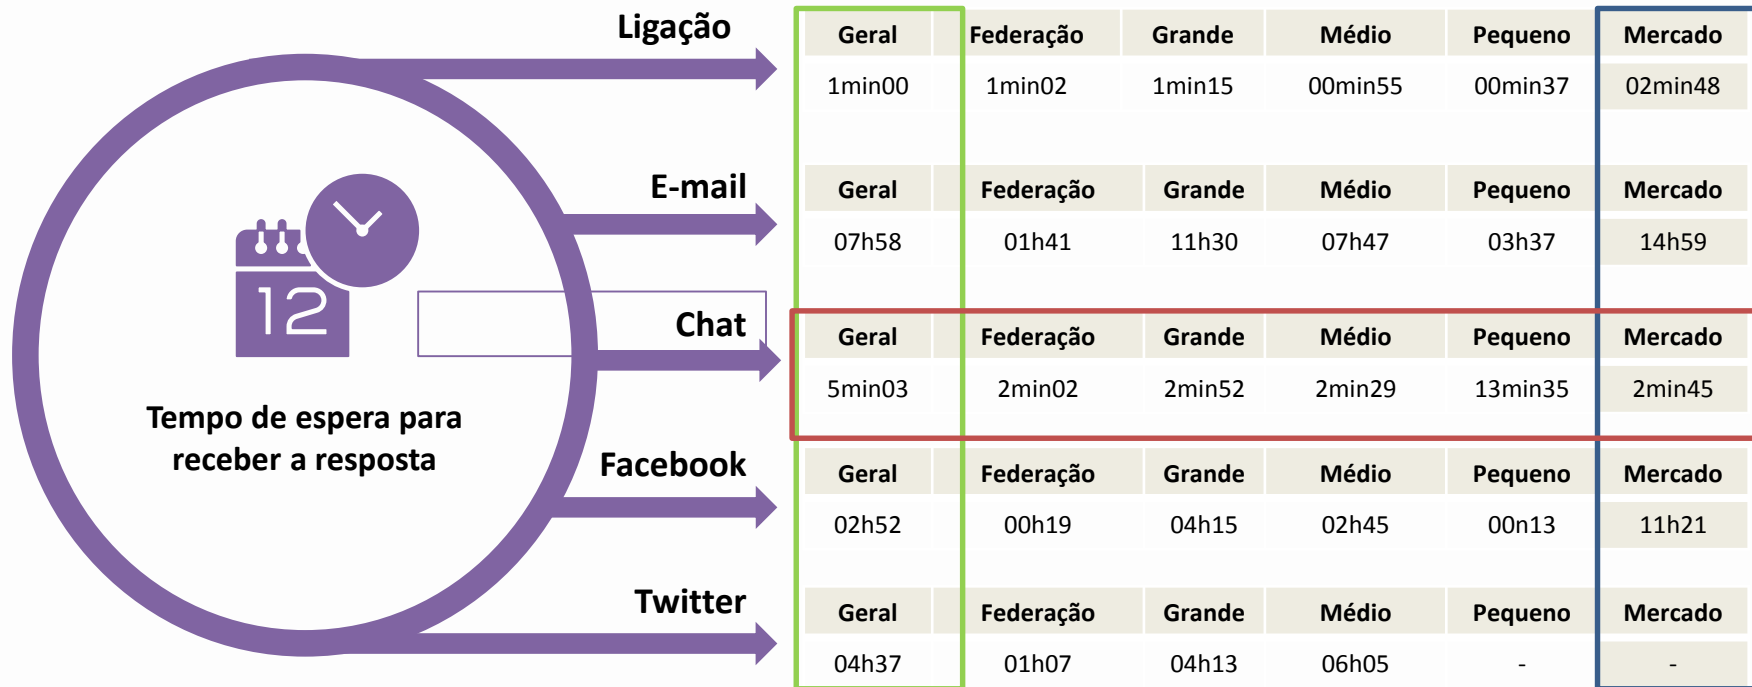 Ligação
Geral Federação Grande Médio Pequeno Mercado
1min00 1min02 1min15 00min55 00min37 02min48
E-mail
Geral Federação Grande Médio Pequeno Mercado
07h58 01h41 11h30 07h47 03h37 14h59
12
Chat
Geral Federação Grande Médio Pequeno Mercado
5min03 2min02 2min52 2min29 13min35 2min45
Tempo de espera para
receber a resposta
Facebook
Geral Federação Grande Médio Pequeno Mercado
02h52 00h19 04h15 02h45 00n13 11h21
Twitter
Geral Federação Grande Médio Pequeno Mercado
04h37 01h07 04h13 06h05 - -